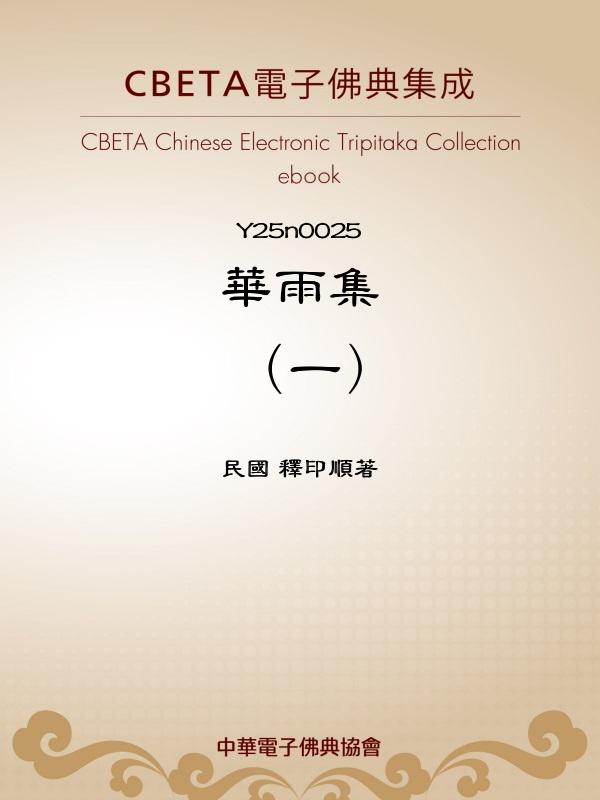 CBETA電子佛典集成
CBETA Chinese Electronic Tripitaka Collection
ebook
Y25n0025
華雨集
（一）
民國 釋印順著
中華電子佛典協會